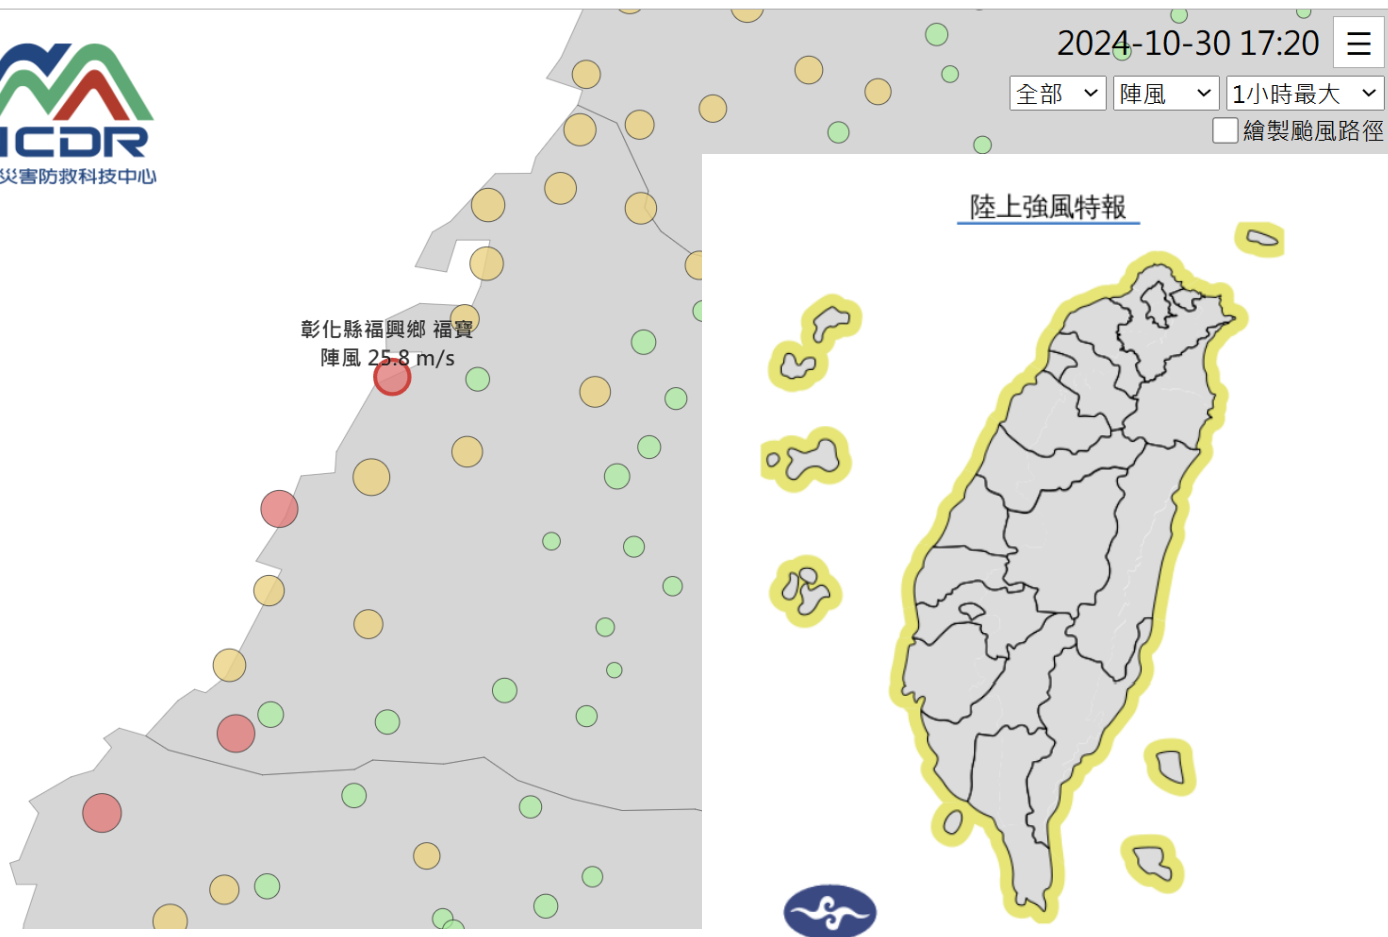 2024-10-30 17:20
全部
陣風
1小時最大
繪製颱風路徑
NCDR
災害防救科技中心
陸上強風特報
彰化縣福興鄉 福寶
陣風 25.8 m/s